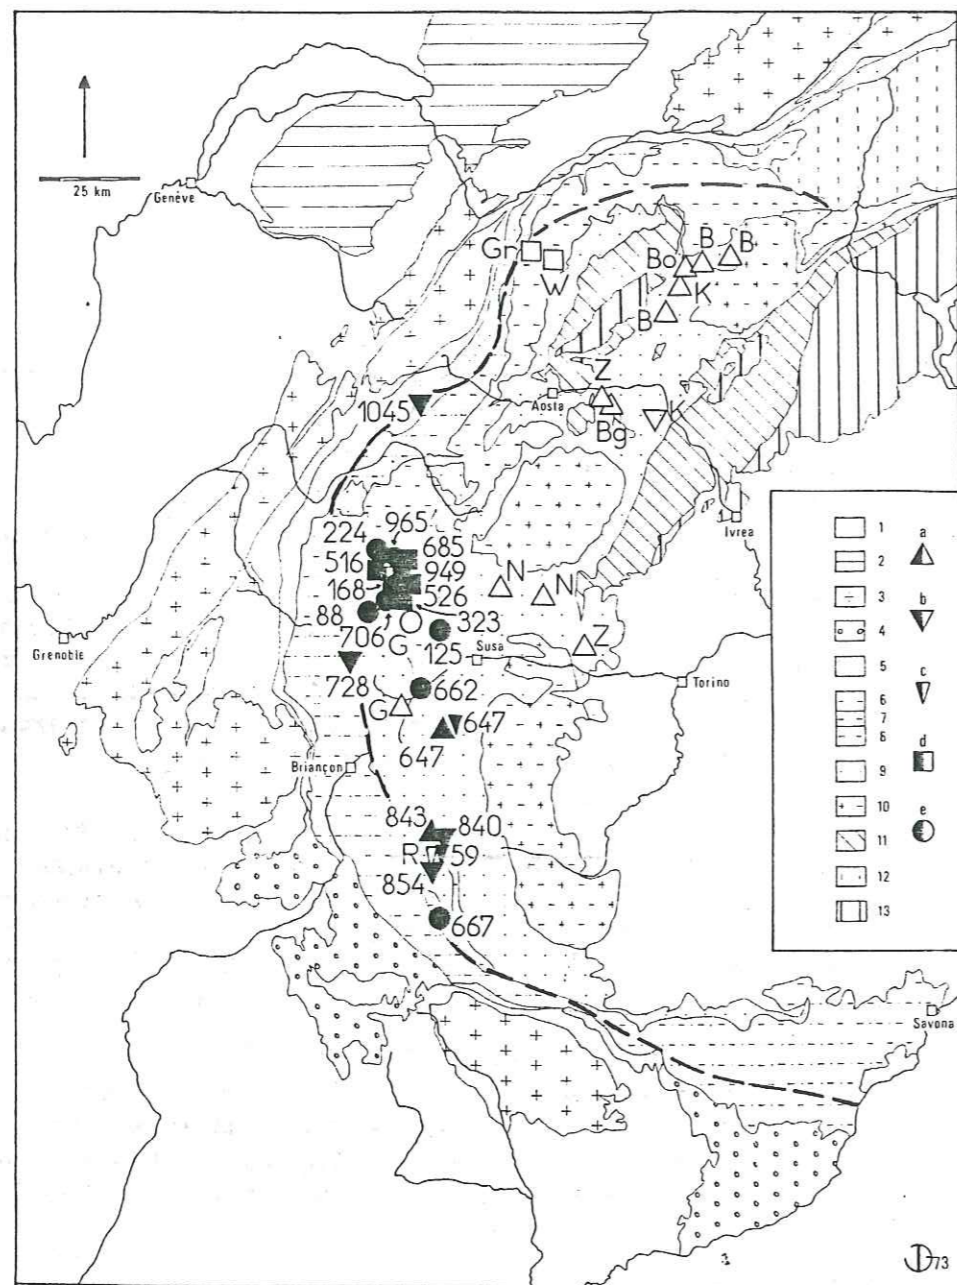 25 km
Genève
Gr
W
Bo
B
B
K
B
Z
Aosta
Bg
1045
Ivrea
224
965
516
685
168
949
526
88
323
706
G
N
N
Z
125
Susa
Grenoble
728
662
Torino
G
647
647
Briançon
843
840
R
59
854
667
Savona
1 a
2
3 b
4
5
6 c
7
8
9 d
10
11 e
12
13
73